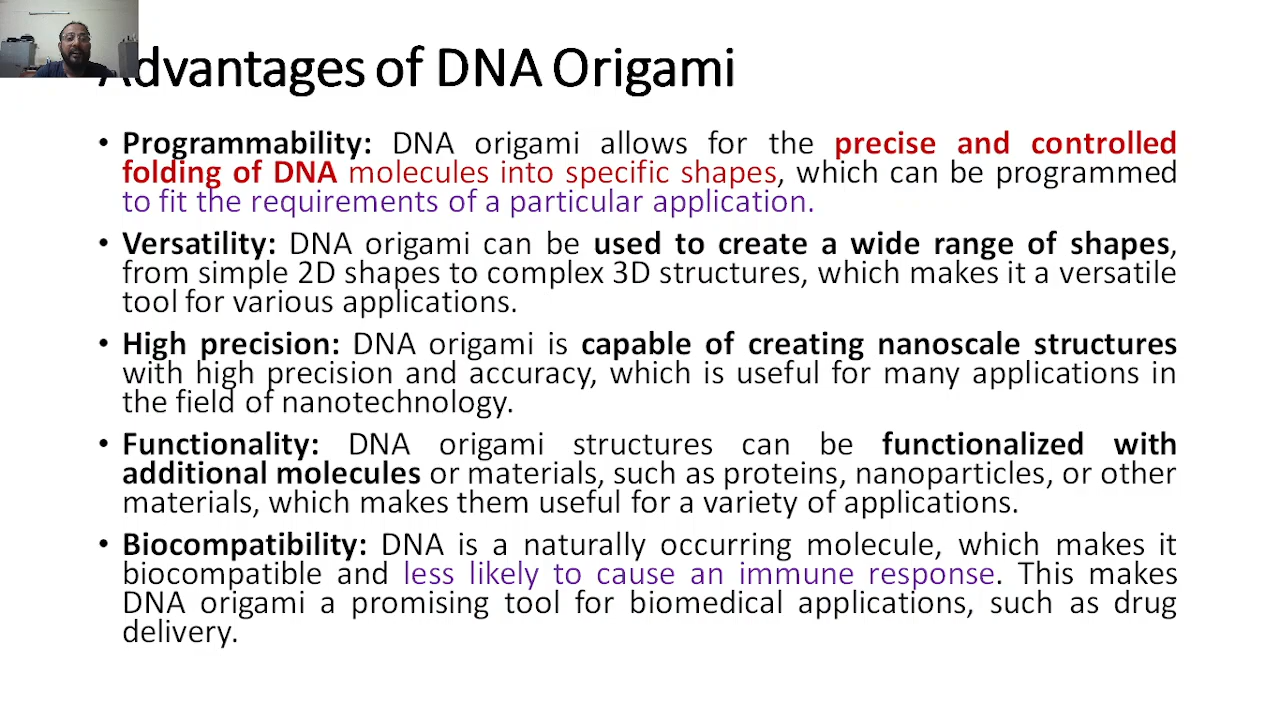 Advantages of DNA Origami
• Programmability: DNA origami allows for the precise and controlled
folding of DNA molecules into specific shapes, which can be programmed
to fit the requirements of a particular application.
• Versatility: DNA origami can be used to create a wide range of shapes,
from simple 2D shapes to complex 3D structures, which makes it a versatile
tool for various applications.
• High precision: DNA origami is capable of creating nanoscale structures
with high precision and accuracy, which is useful for many applications in
the field of nanotechnology.
• Functionality: DNA origami structures can be functionalized with
additional molecules or materials, such as proteins, nanoparticles, or other
materials, which makes them useful for a variety of applications.
• Biocompatibility: DNA is a naturally occurring molecule, which makes it
biocompatible and less likely to cause an immune response. This makes
DNA origami a promising tool for biomedical applications, such as drug
delivery.